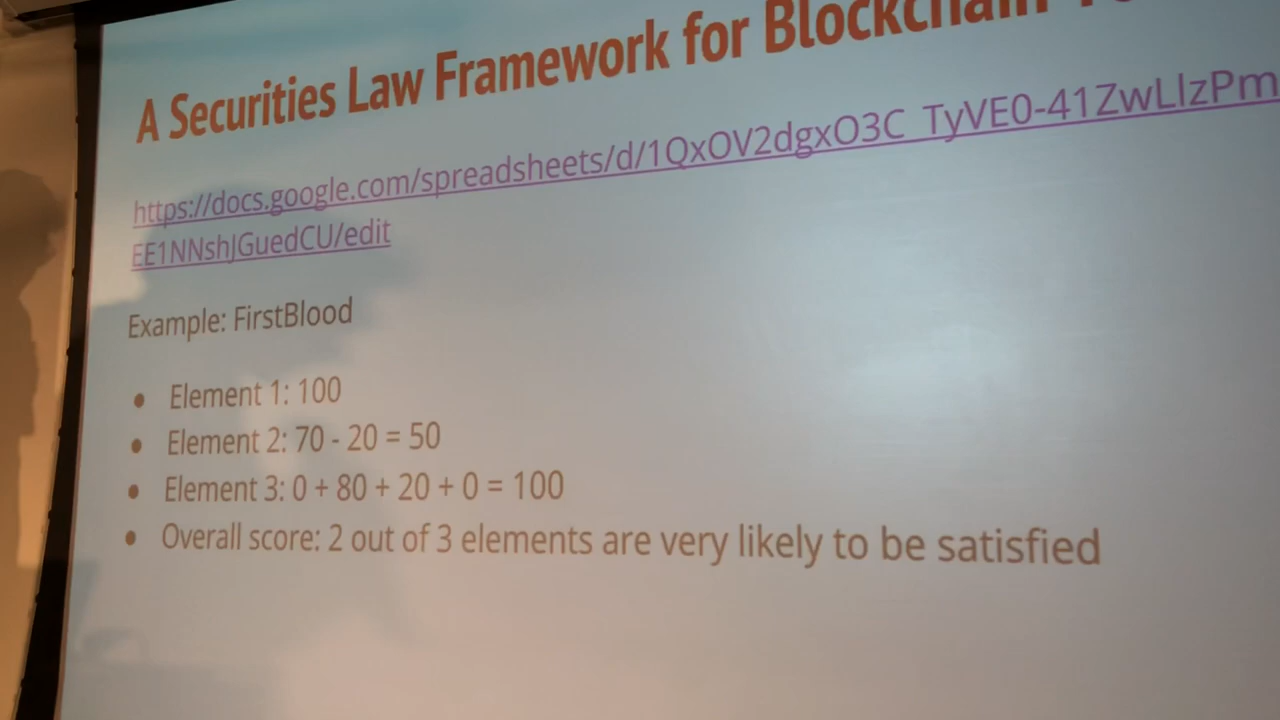 A Securities Law Framework for Blockchain
https://docs.google.com/spreadsheets/d/1QxOV2dgxO3C_TyVE0-41ZwLlzPm
EE1NNshJGuedCU/edit
Example: FirstBlood
• Element 1: 100
• Element 2: 70 - 20 = 50
• Element 3: 0 + 80 + 20 + 0 = 100
• Overall score: 2 out of 3 elements are very likely to be satisfied